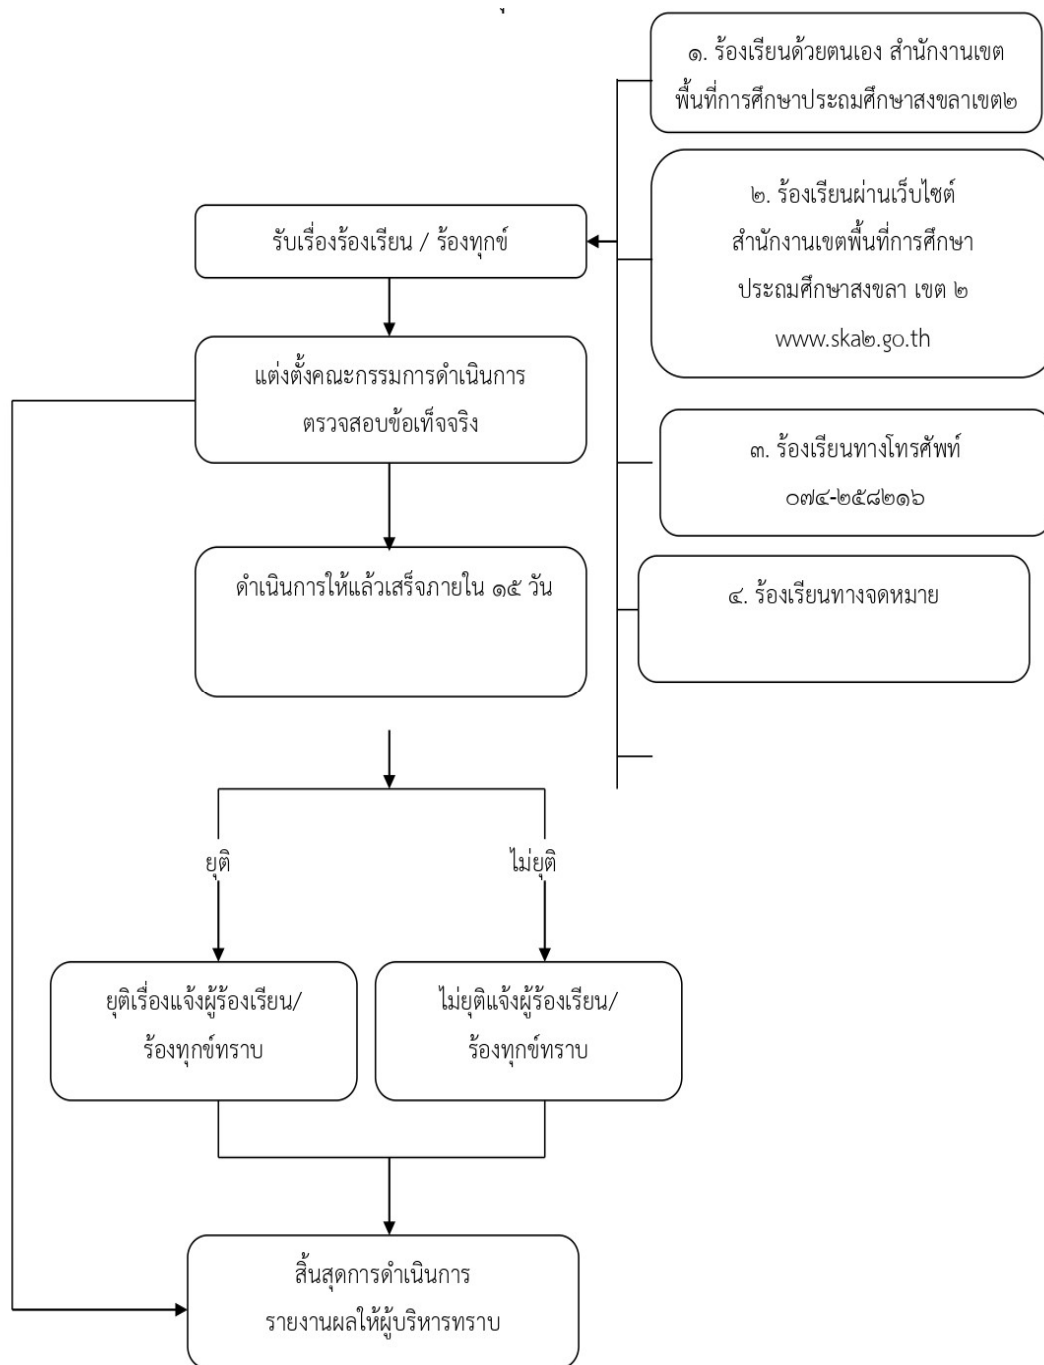 ๑. ร้องเรียนด้วยตนเอง สำนักงานเขต
พื้นที่การศึกษาประถมศึกษาสงขลาเขต๒
๒. ร้องเรียนผ่านเว็บไซต์
สำนักงานเขตพื้นที่การศึกษา
ประถมศึกษาสงขลา เขต ๒
www.ska๒.go.th
รับเรื่องร้องเรียน / ร้องทุกข์
แต่งตั้งคณะกรรมการดำเนินการ
ตรวจสอบข้อเท็จจริง
๓. ร้องเรียนทางโทรศัพท์
๐๗๔-๒๕๘๒๑๖
ดำเนินการให้แล้วเสร็จภายใน ๑๕ วัน
๔. ร้องเรียนทางจดหมาย
ยุติ
ไม่ยุติ
ยุติเรื่องแจ้งผู้ร้องเรียน/
ร้องทุกข์ทราบ
ไม่ยุติแจ้งผู้ร้องเรียน/
ร้องทุกข์ทราบ
สิ้นสุดการดำเนินการ
รายงานผลให้ผู้บริหารทราบ